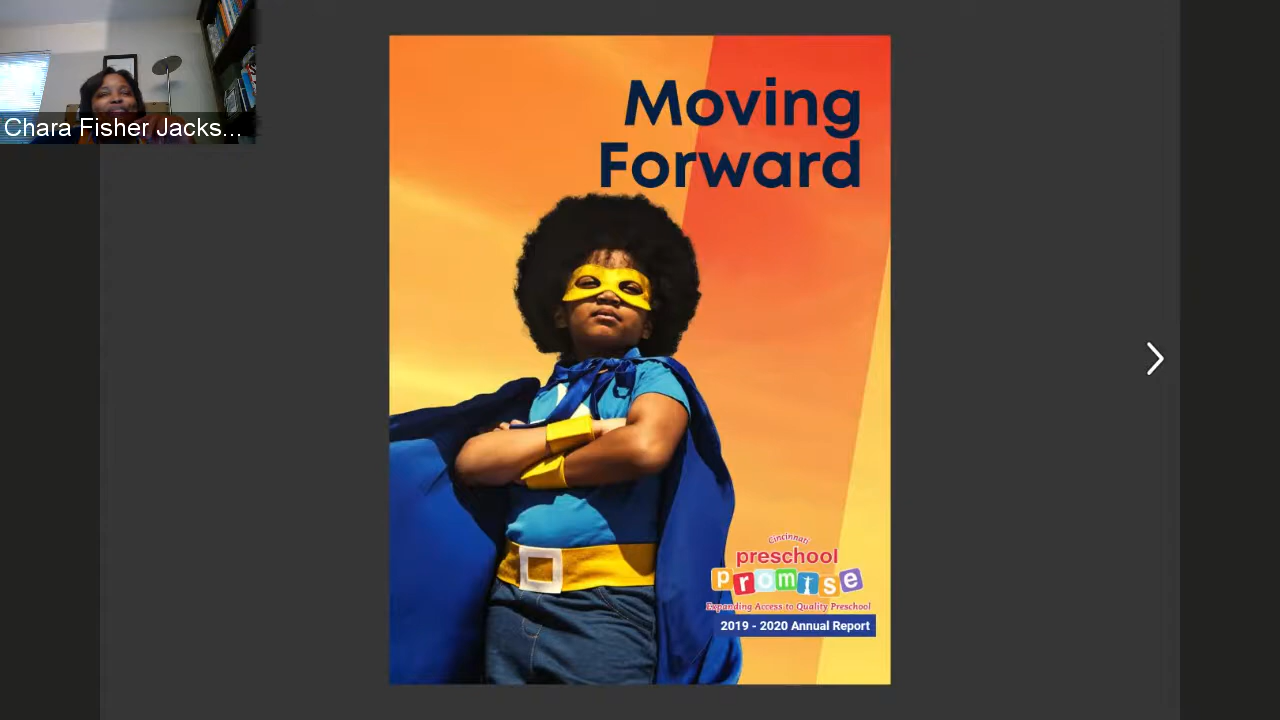 Chara Fisher Jacks...
Moving
Forward
Cincinnati
preschool
promise
Expanding Access to Quality Preschool
2019 - 2020 Annual Report